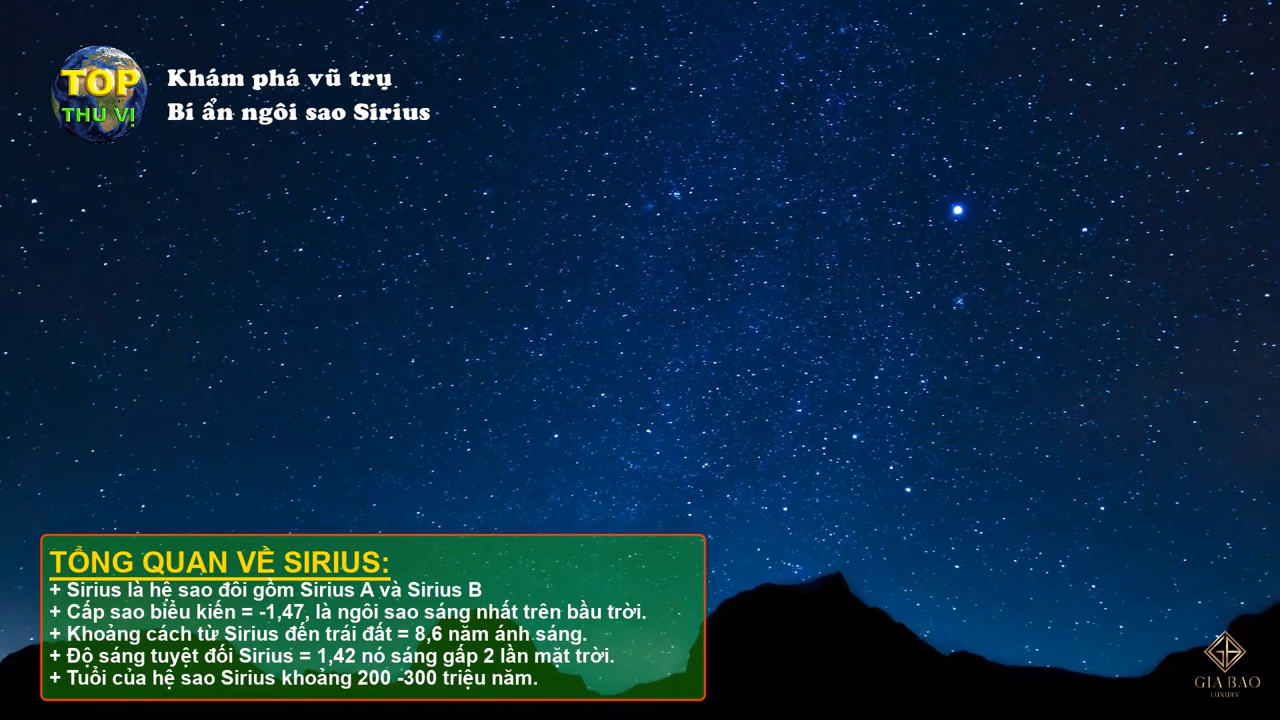 TOP
THÚ VỊ
Khám phá vũ trụ
Bí ẩn ngôi sao Sirius
TỔNG QUAN VỀ SIRIUS:
+ Sirius là hệ sao đôi gồm Sirius A và Sirius B
+ Cấp sao biểu kiến = -1,47, là ngôi sao sáng nhất trên bầu trời.
+ Khoảng cách từ Sirius đến trái đất = 8,6 năm ánh sáng.
+ Độ sáng tuyệt đối Sirius = 1,42 nó sáng gấp 2 lần mặt trời.
+ Tuổi của hệ sao Sirius khoảng 200 -300 triệu năm.
GIA BAO
LUXURY